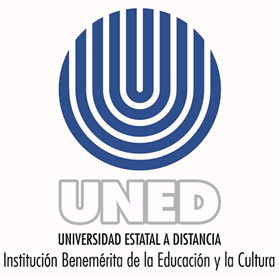 UNED
UNIVERSIDAD ESTATAL A DISTANCIA
Institución Benemérita de la Educación y la Cultura